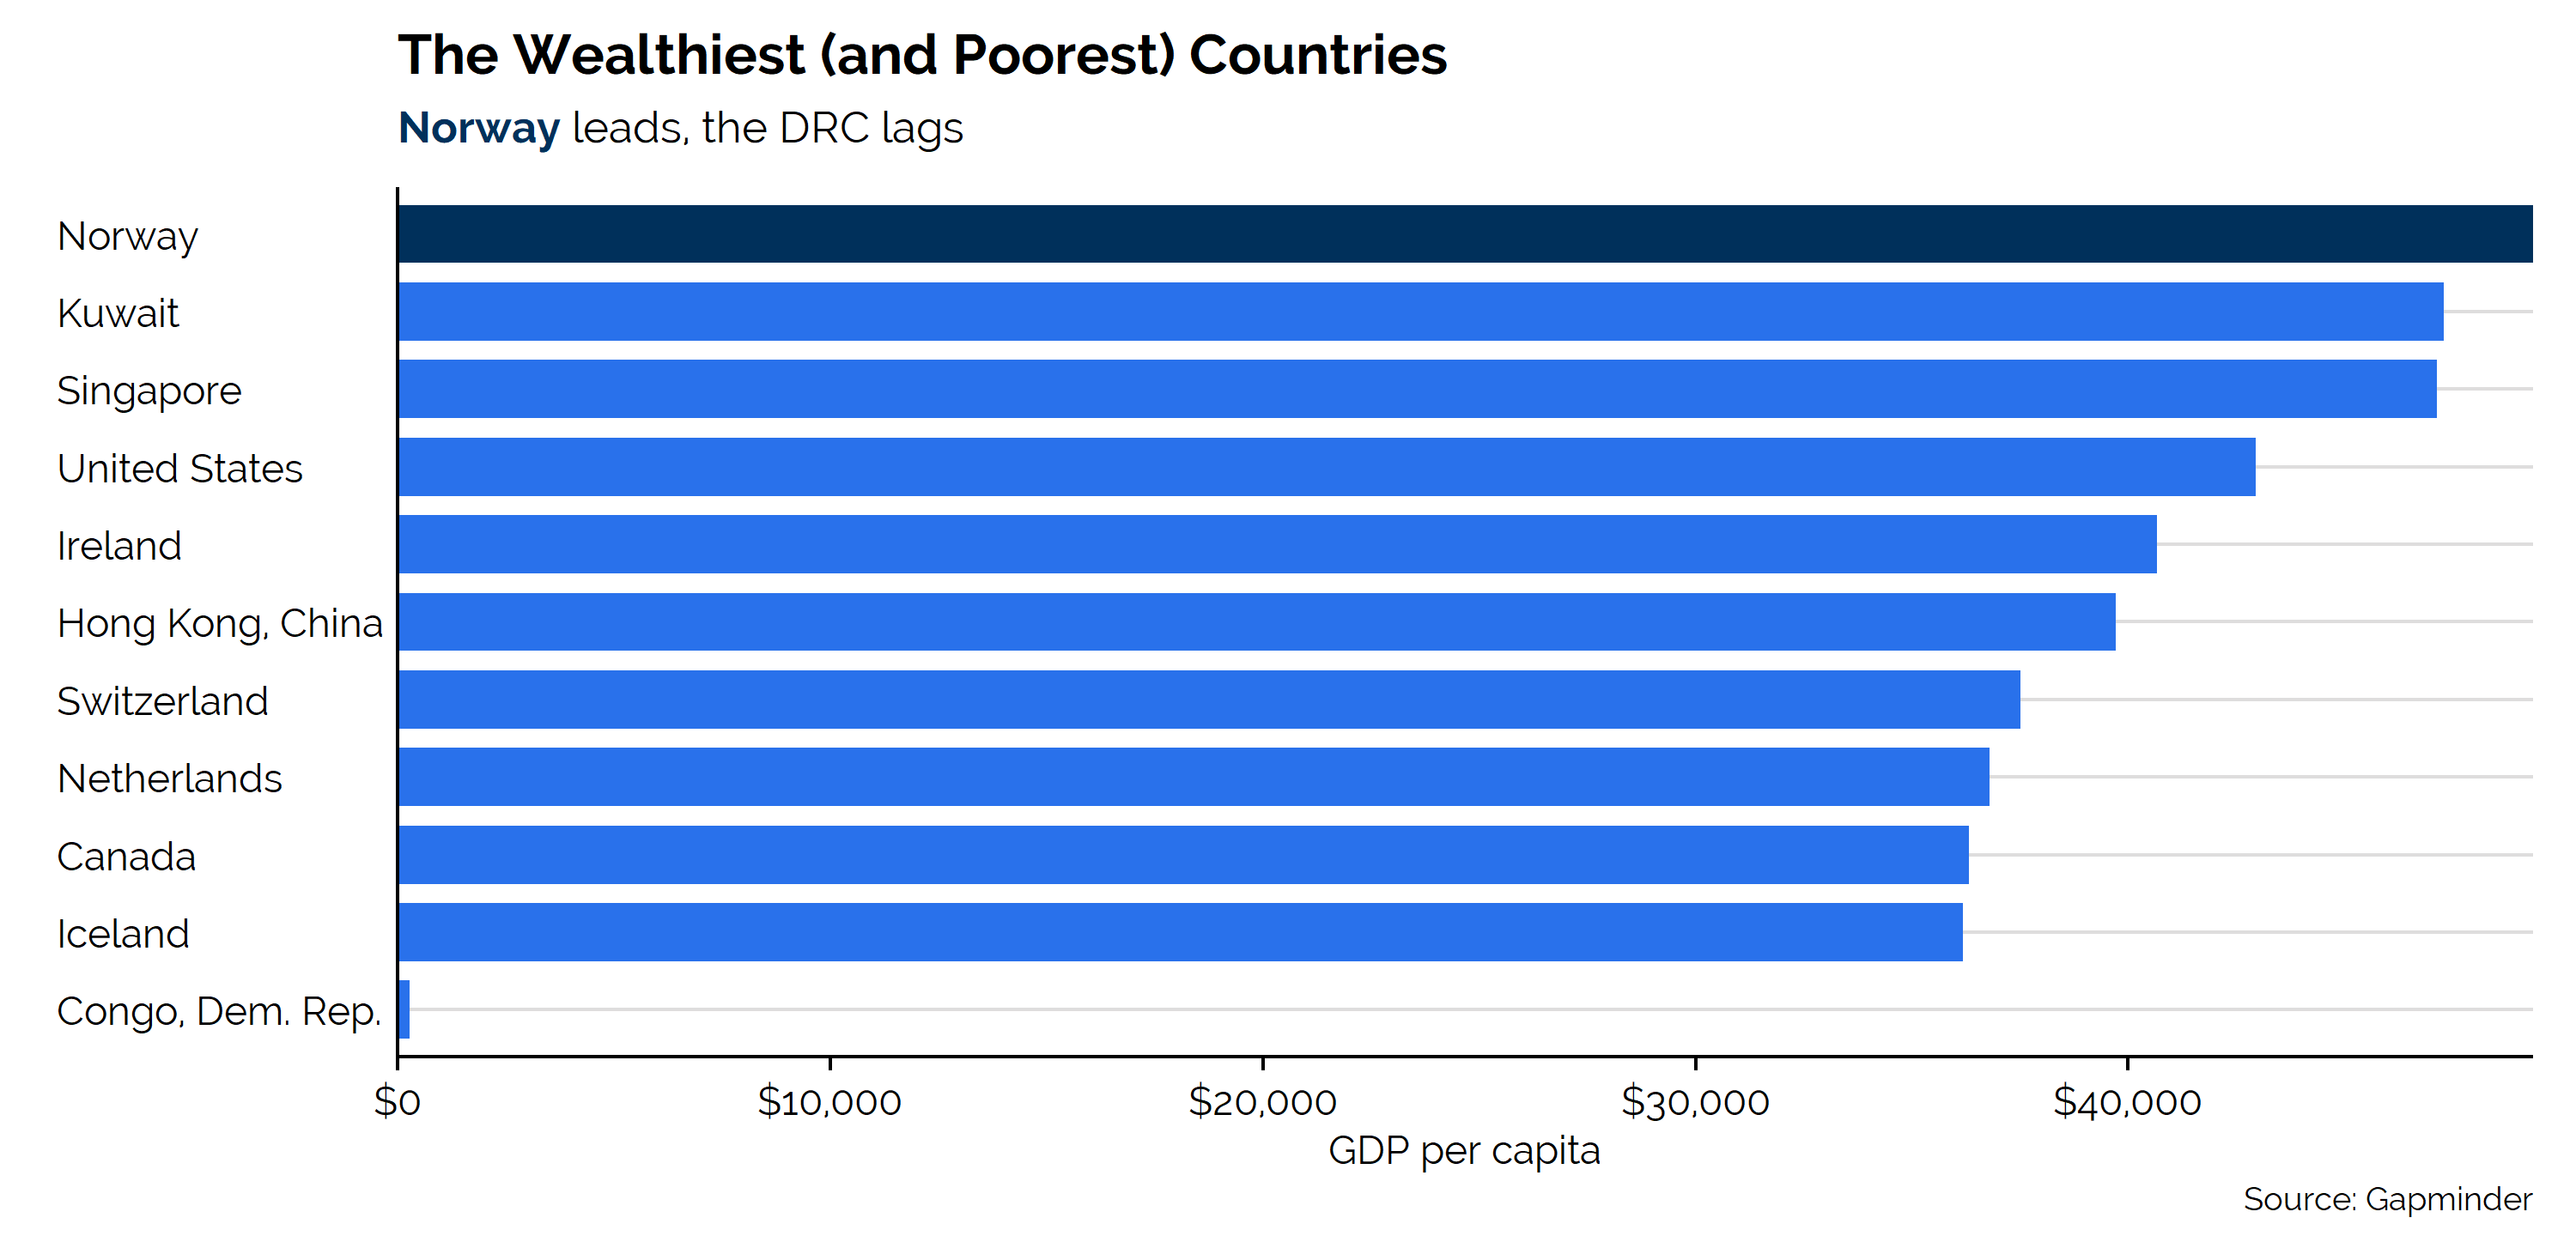 The Wealthiest (and Poorest) Countries
Norway leads, the DRC lags
Norway
Kuwait
Singapore
United States
Ireland
Hong Kong, China
Switzerland
Netherlands
Canada
Iceland
Congo, Dem. Rep.
$0 $10,000 $20,000 $30,000 $40,000
GDP per capita
Source: Gapminder